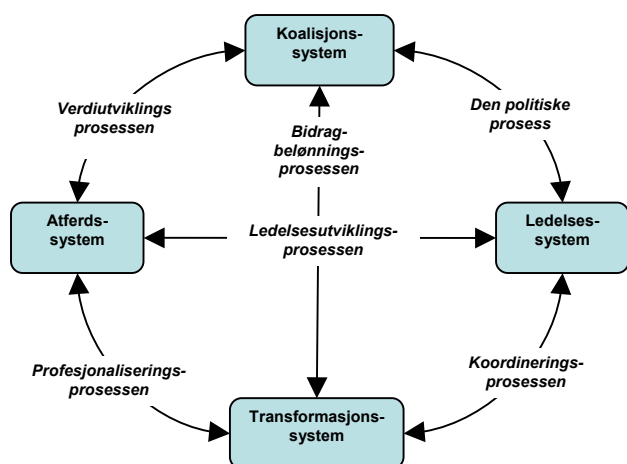 Koalisjons-
system
Verdiutviklings
prosessen
Den politiske
prosess
Bidrag-
belønnings-
prosessen
Atferds-
system
Ledelsesutviklings-
prosessen
Ledelses-
system
Profesjonaliserings-
prosessen
Koordinerings-
prosessen
Transformasjons-
system